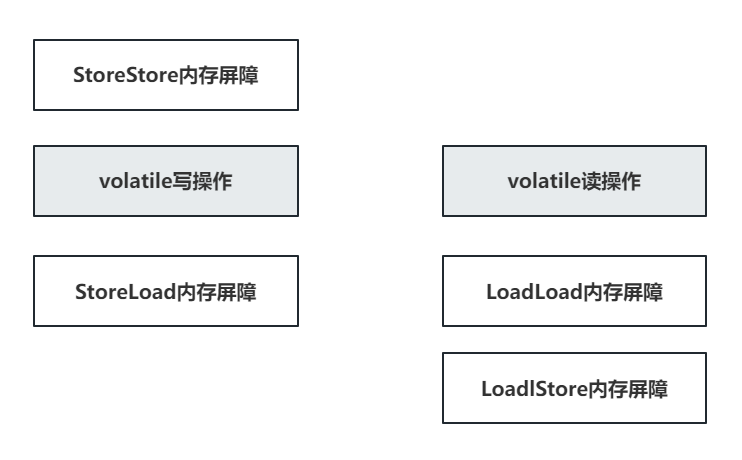 StoreStore内存屏障
volatile写操作
StoreLoad内存屏障
volatile读操作
LoadLoad内存屏障
LoadlStore内存屏障